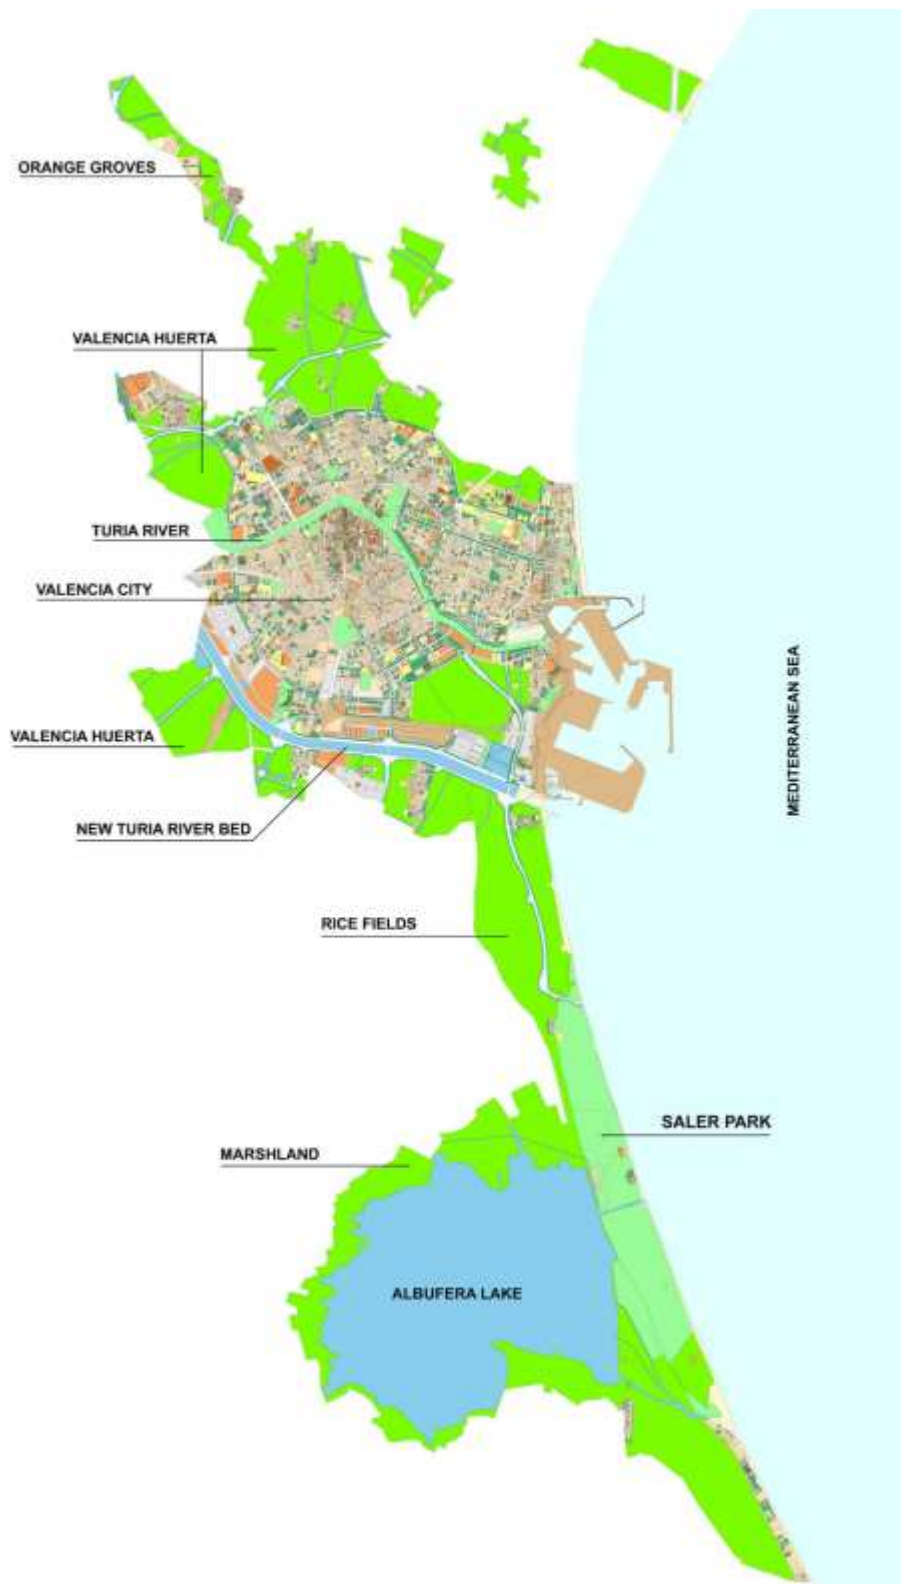 ORANGE GROVES
VALENCIA HUERTA
TURIA RIVER
VALENCIA CITY
MEDITERRANEAN SEA
VALENCIA HUERTA
NEW TURIA RIVER BED
RICE FIELDS
SALER PARK
MARSHLAND
ALBUFERA LAKE